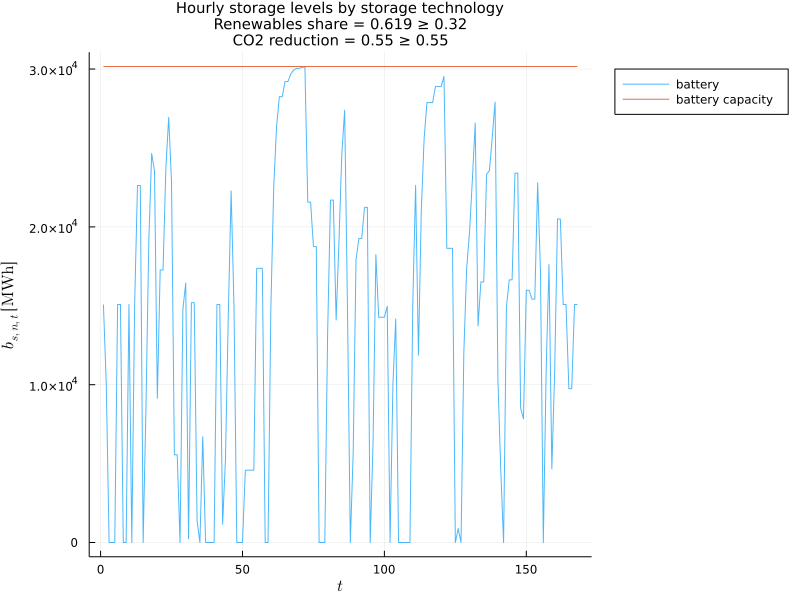 Hourly storage levels by storage technology
Renewables share = 0.619 ≥ 0.32
CO2 reduction = 0.55 ≥ 0.55
3.0×10⁴
2.0×10⁴
1.0×10⁴
0
b_{s, n, t} [MWh]
0 50 100 150
t
battery
battery capacity